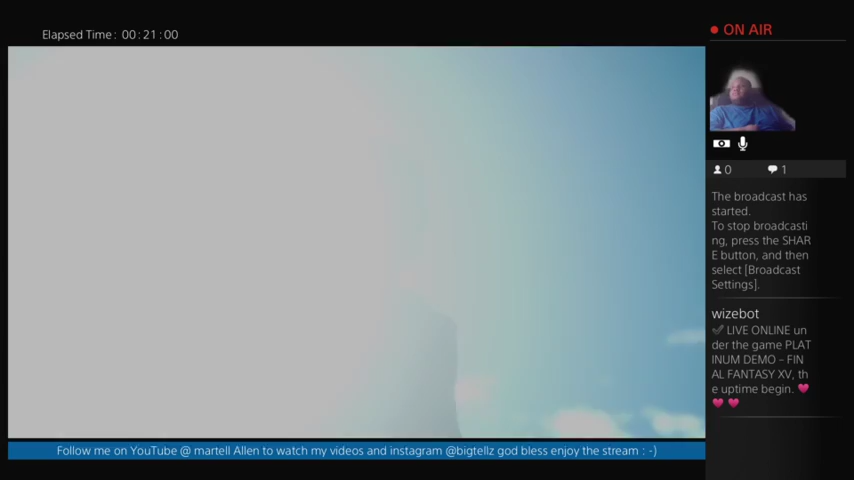 Elapsed Time: 00:21:00
ON AIR
0 1
The broadcast has
started.
To stop broadcasti
ng, press the SHAR
E button, and then
select [Broadcast
Settings].
wizebot
LIVE ONLINE un
der the game PLAT
INUM DEMO – FIN
AL FANTASY XV, th
e uptime begin.
Follow me on YouTube @ martell Allen to watch my videos and instagram @bigtellz god bless enjoy the stream : -)